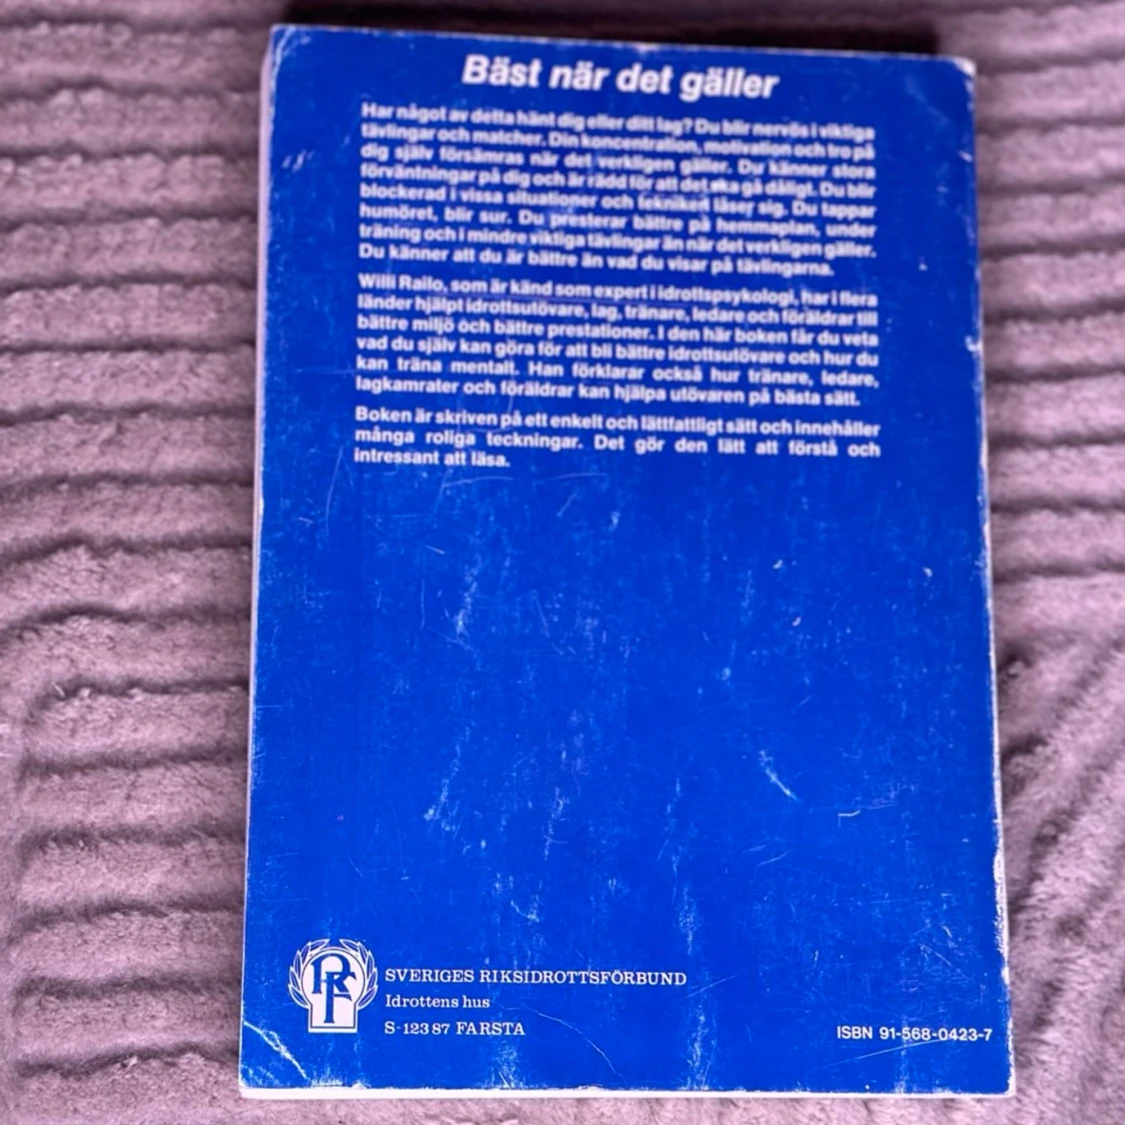 Bäst när det gäller
Har något av detta hänt dig eller ditt lag? Du blir nervös i viktiga
tävlingar och matcher. Din koncentration, motivation och tro på
dig själv försämras när det verkligen gäller. Du känner stora
förväntningar på dig och är rädd för att det ska gå dåligt. Du blir
blockerad i vissa situationer och tekniken låser sig. Du tappar
humöret, blir sur. Du presterar bättre på hemmaplan, under
träning och i mindre viktiga tävlingar än när det verkligen gäller.
Du känner att du är bättre än vad du visar på tävlingarna.
Willi Railo, som är känd som expert i idrottspsykologi, har i flera
länder hjälpt idrottsutövare, lag, tränare, ledare och föräldrar till
bättre miljö och bättre prestationer. I den här boken får du veta
vad du själv kan göra för att bli bättre idrottsutövare och hur du
kan träna mentalt. Han förklarar också hur tränare, ledare,
lagkamrater och föräldrar kan hjälpa utövaren på bästa sätt.
Boken är skriven på ett enkelt och lättfattligt sätt och innehåller
många roliga teckningar. Det gör den lätt att förstå och
intressant att läsa.
RF
SVERIGES RIKSIDROTTSFÖRBUND
Idrottens hus
S-123 87 FARSTA
ISBN 91-568-0423-7